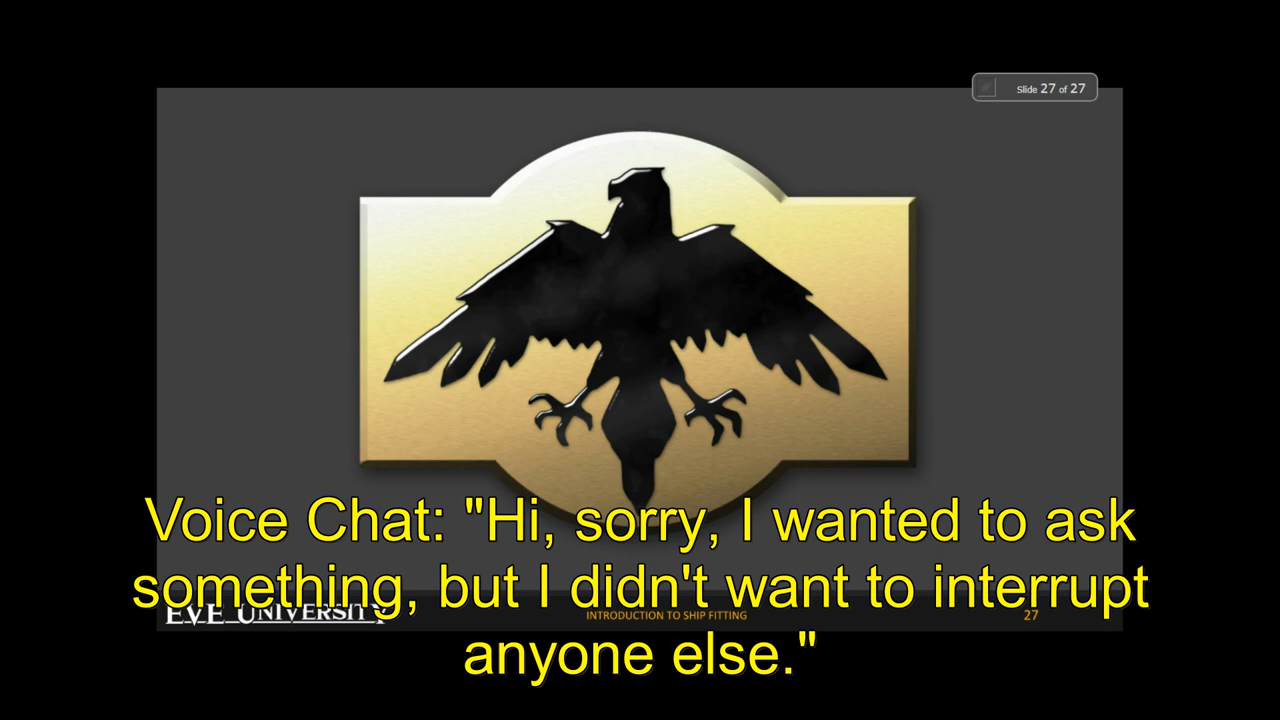 Slide 27 of 27
Voice Chat: "Hi, sorry, I wanted to ask
something, but I didn't want to interrupt
anyone else."
EVE UNIVERSITY
INTRODUCTION TO SHIP FITTING
27